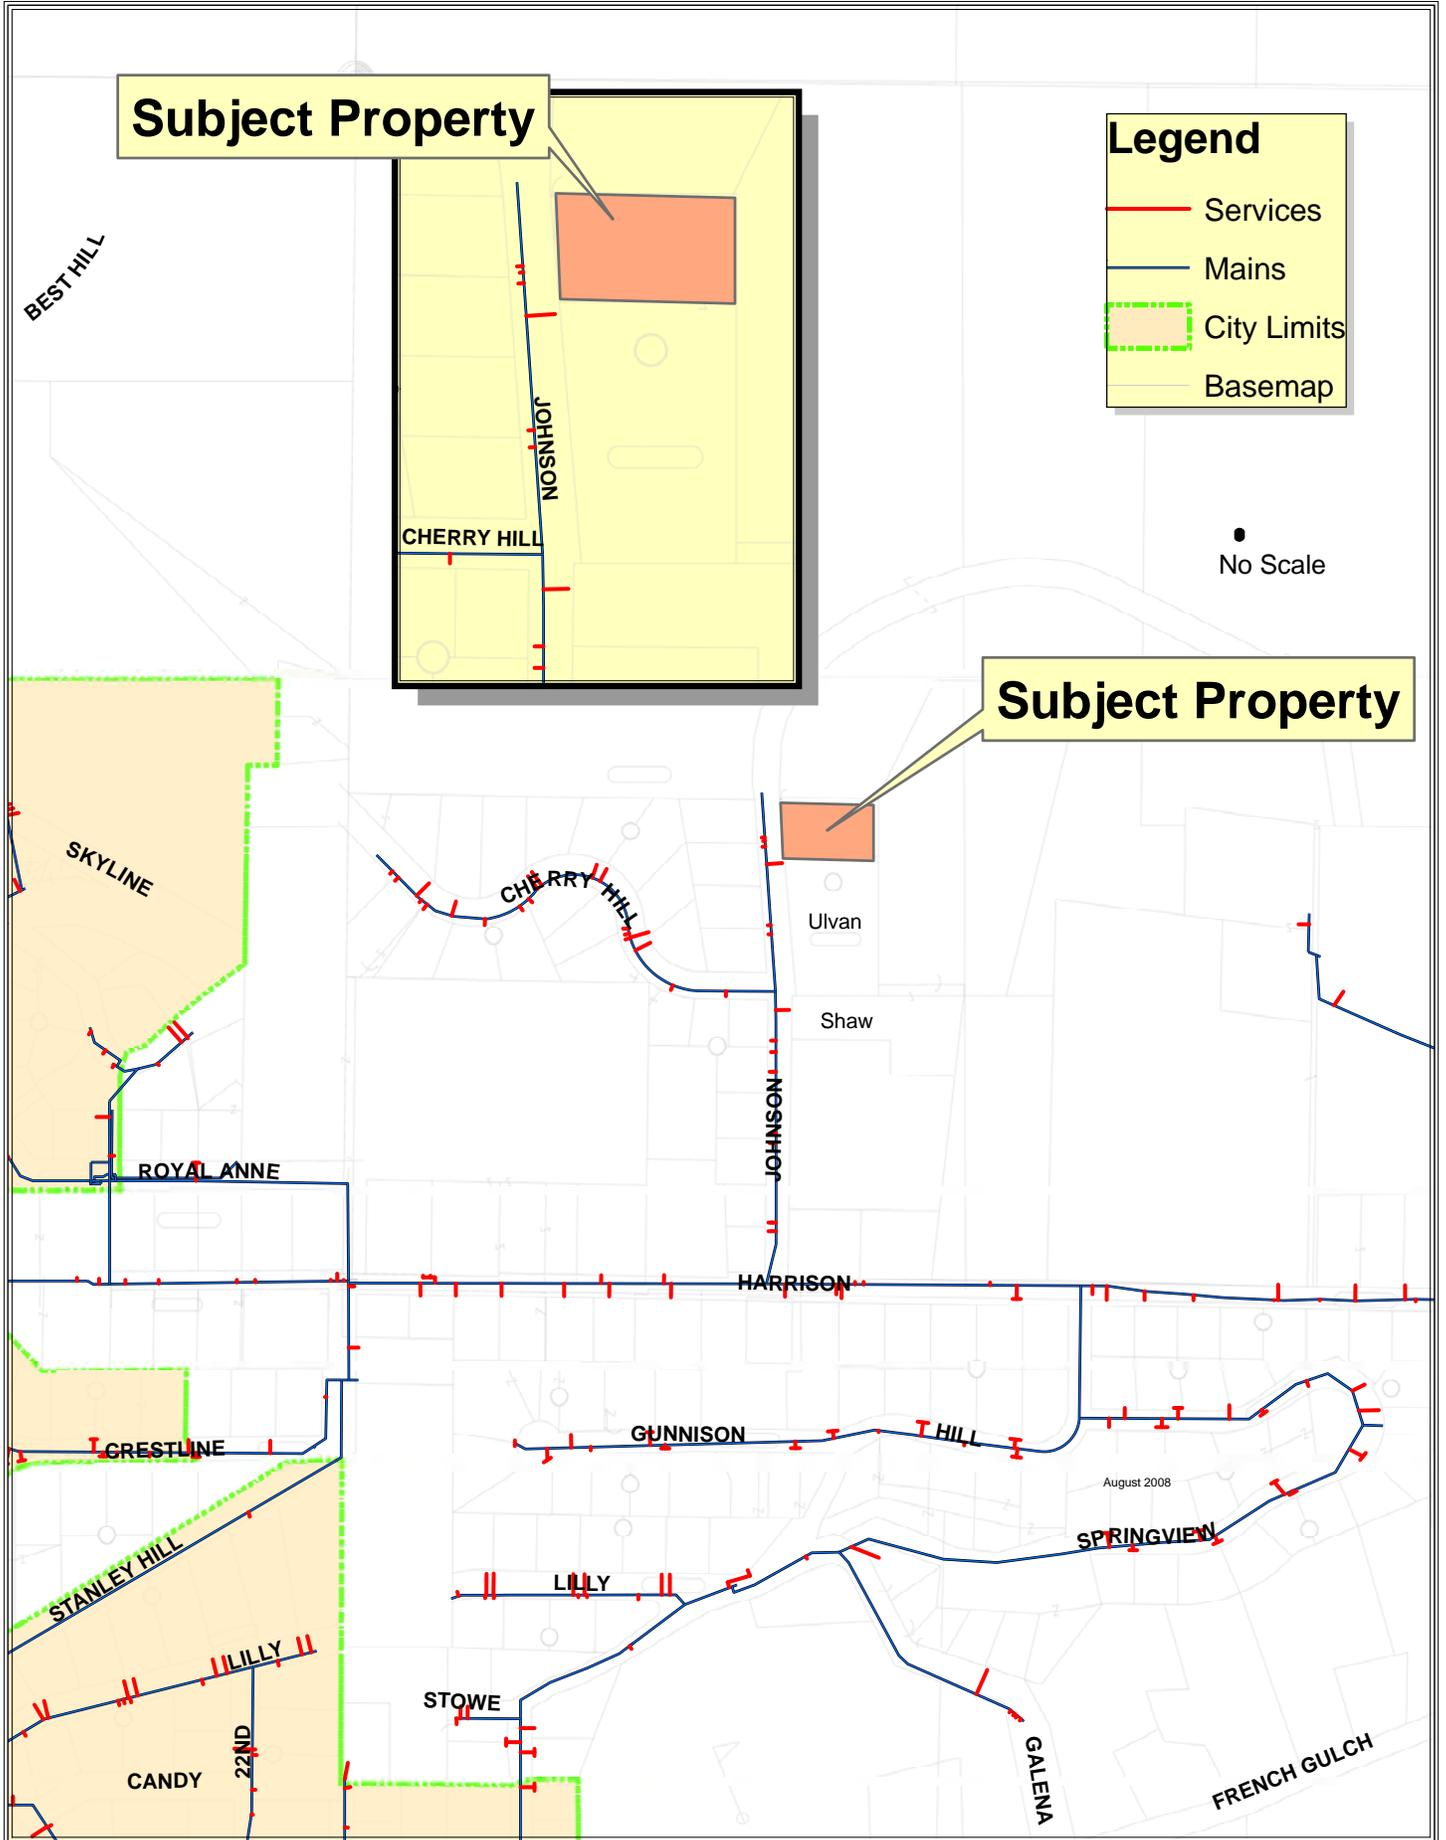 Subject Property
Legend
Services
Mains
City Limits
Basemap
BEST HILL
JOHNSON
CHERRY HILL
No Scale
Subject Property
SKYLINE
CHERRY HILL
Ulvan
Shaw
JOHNSON
ROYAL ANNE
HARRISON
CRESTLINE
GUNNISON
HILL
August 2008
SPRINGVIEW
STANLEY HILL
LILLY
LILLY
STOWE
22ND
CANDY
GALENA
FRENCH GULCH